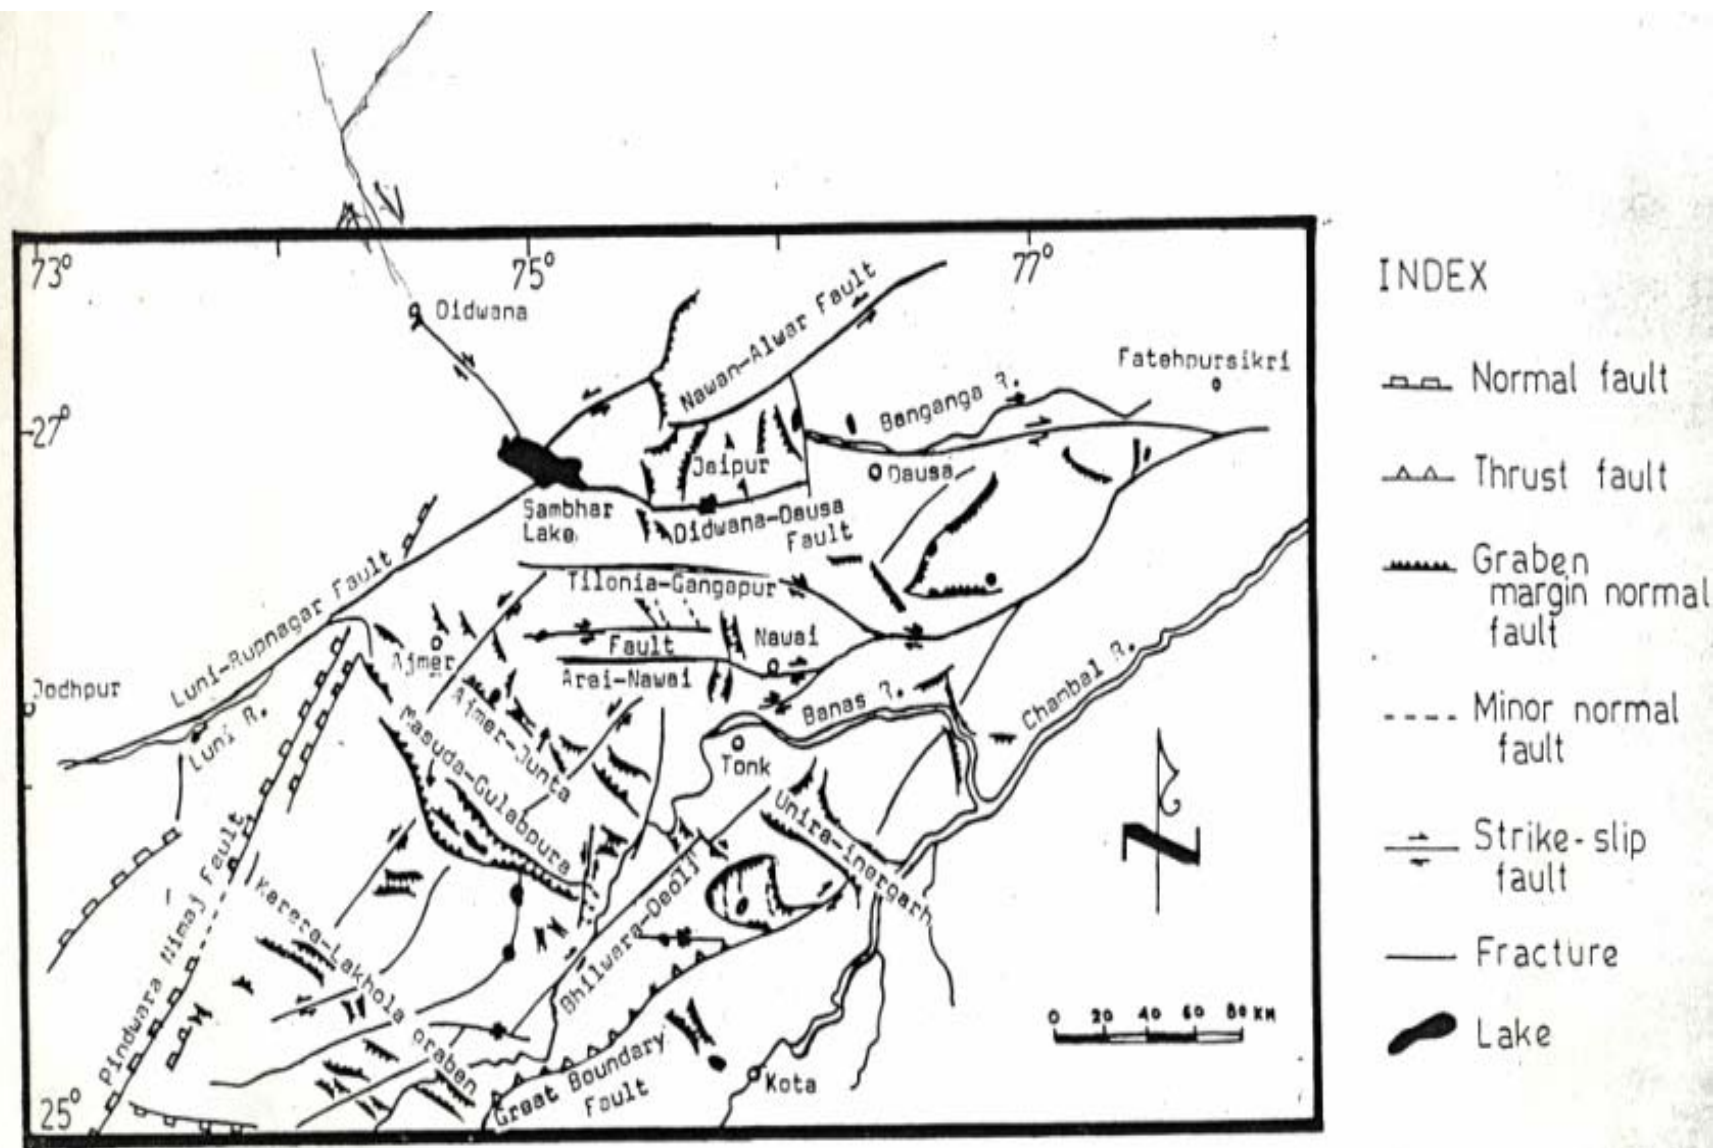 73°
75°
77°
Didwana
Nawan-Alwar Fault
Fatehpursikri
27°
Banganga R.
Jaipur
Dausa
Sambhar
Lake
Didwana-Dausa
Fault
Luni-Rupnagar Fault
Tilonia-Gangapur
Fault
Nawai
Ajmer
Arai-Nawai
Jodhpur
Luni R.
Banas R.
Chambal R.
Masuda-Gulabpura
Ajmer-Junta
Tonk
Unira-Inergarh
Pindwara Nimaj Fault
Karera-Lakhola Graben
Bhilwara-Deoli
Great Boundary
Fault
Kota
25°
0 20 40 60 80 KM
Z
INDEX
Normal fault
Thrust fault
Graben
margin normal
fault
Minor normal
fault
Strike-slip
fault
Fracture
Lake